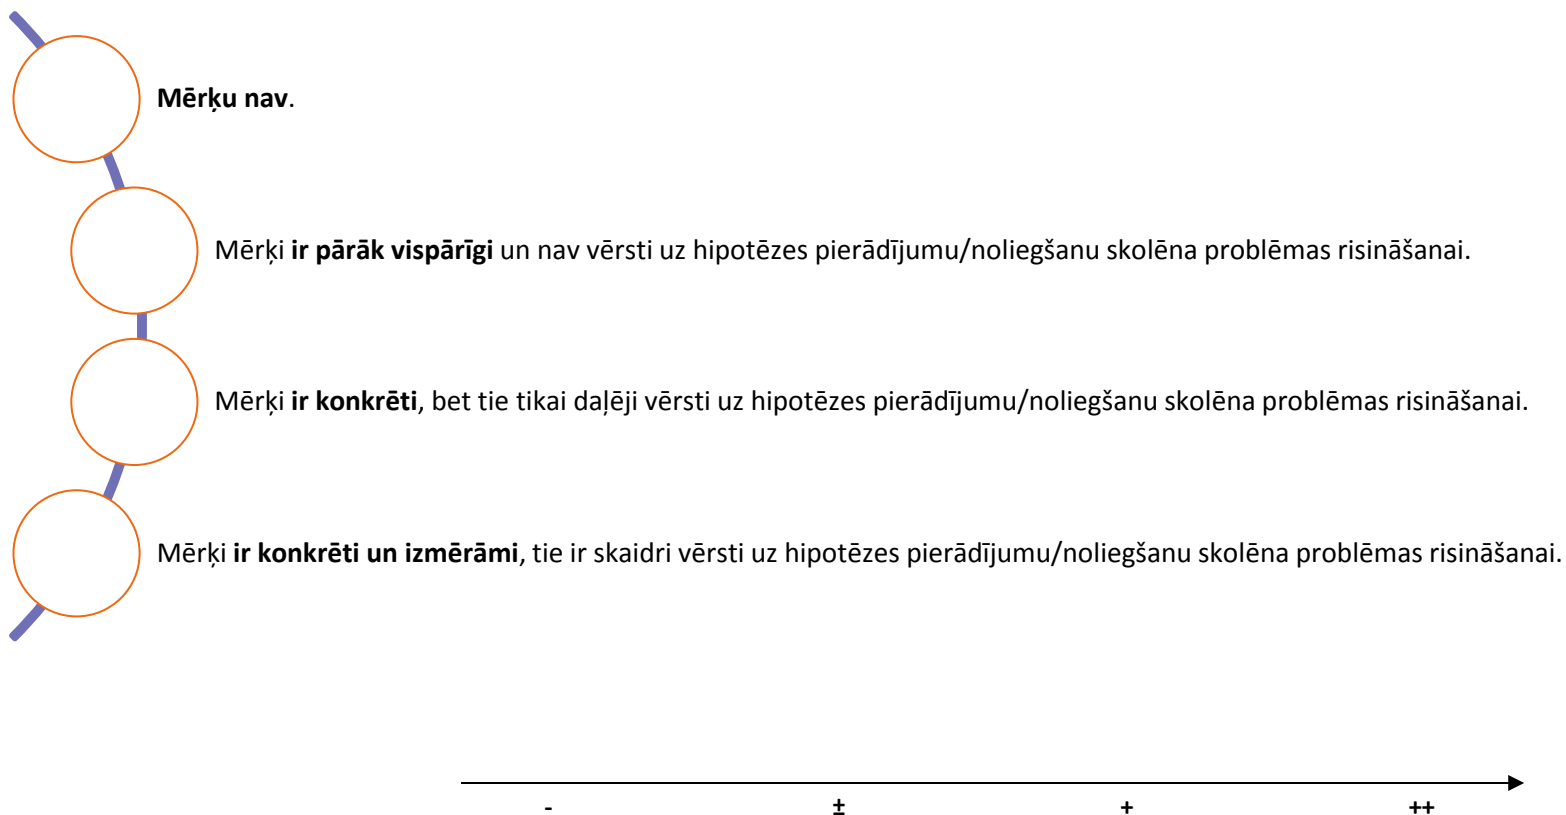 Mērķu nav.
Mērķi ir pārāk vispārīgi un nav vērsti uz hipotēzes pierādījumu/noliegšanu skolēna problēmas risināšanai.
Mērķi ir konkrēti, bet tie tikai daļēji vērsti uz hipotēzes pierādījumu/noliegšanu skolēna problēmas risināšanai.
Mērķi ir konkrēti un izmērāmi, tie ir skaidri vērsti uz hipotēzes pierādījumu/noliegšanu skolēna problēmas risināšanai.
- ± + ++